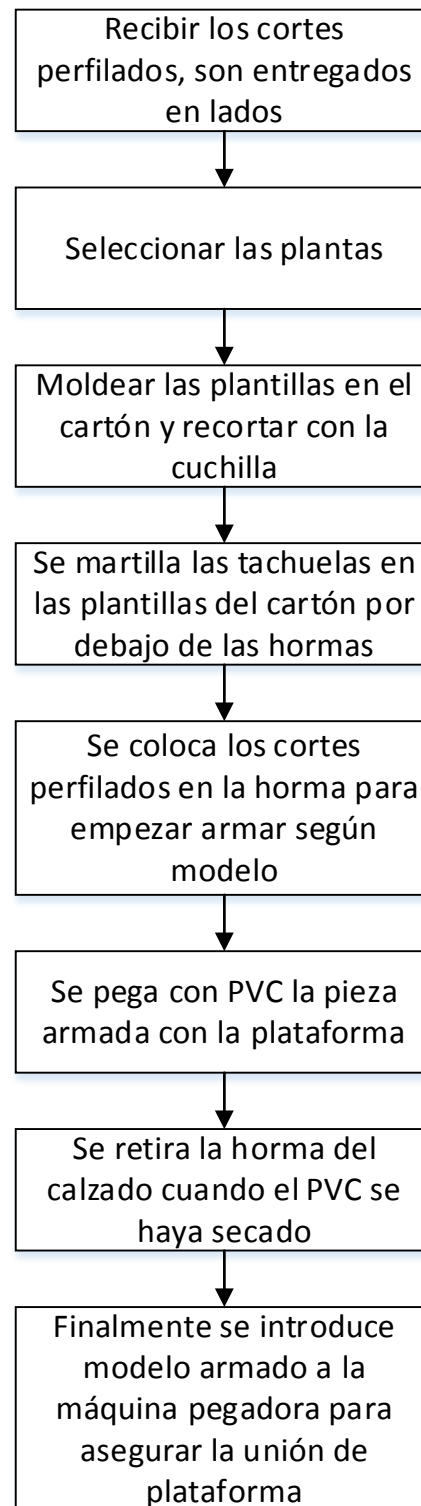 Recibir los cortes
perfilados, son entregados
en lados
Seleccionar las plantas
Moldear las plantillas en el
cartón y recortar con la
cuchilla
Se martilla las tachuelas en
las plantillas del cartón por
debajo de las hormas
Se coloca los cortes
perfilados en la horma para
empezar armar según
modelo
Se pega con PVC la pieza
armada con la plataforma
Se retira la horma del
calzado cuando el PVC se
haya secado
Finalmente se introduce
modelo armado a la
máquina pegadora para
asegurar la unión de
plataforma